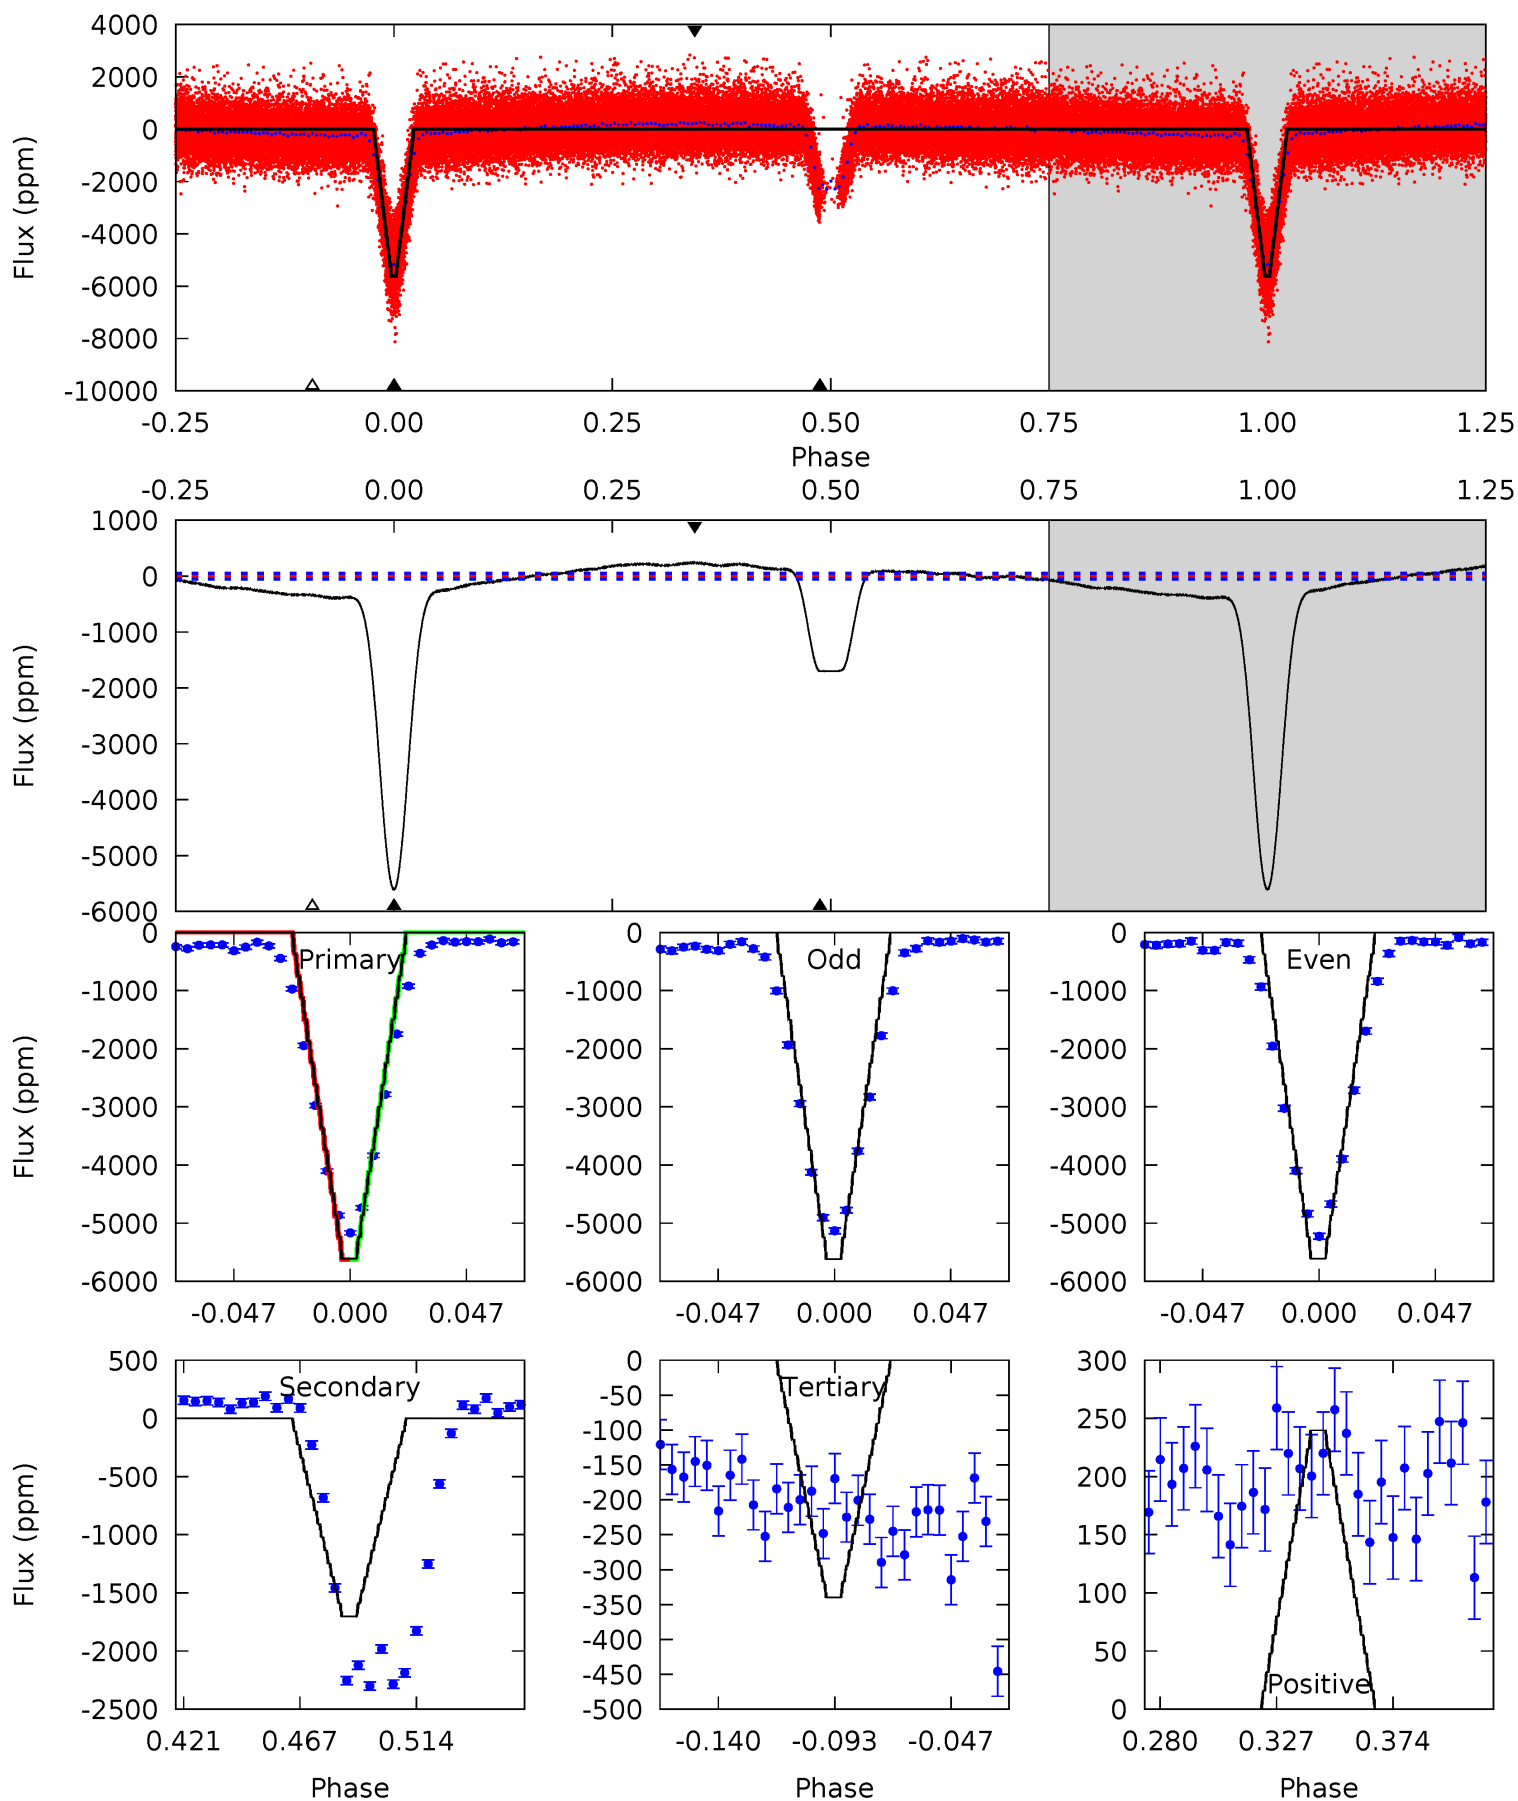 4000
2000
0
-2000
-4000
-6000
-8000
-10000
Flux (ppm)
-0.25 0.00 0.25 0.50 0.75 1.00 1.25
Phase
-0.25 0.00 0.25 0.50 0.75 1.00 1.25
1000
0
-1000
-2000
-3000
-4000
-5000
-6000
Flux (ppm)
Primary
0
-1000
-2000
-3000
-4000
-5000
-6000
Flux (ppm)
-0.047 0.000 0.047
Odd
0
-1000
-2000
-3000
-4000
-5000
-6000
-0.047 0.000 0.047
Even
0
-1000
-2000
-3000
-4000
-5000
-6000
-0.047 0.000 0.047
Secondary
500
0
-500
-1000
-1500
-2000
-2500
Flux (ppm)
0.421 0.467 0.514
Phase
Tertiary
0
-50
-100
-150
-200
-250
-300
-350
-400
-450
-500
-0.140 -0.093 -0.047
Phase
300
250
200
150
100
50
0
Positive
0.280 0.327 0.374
Phase